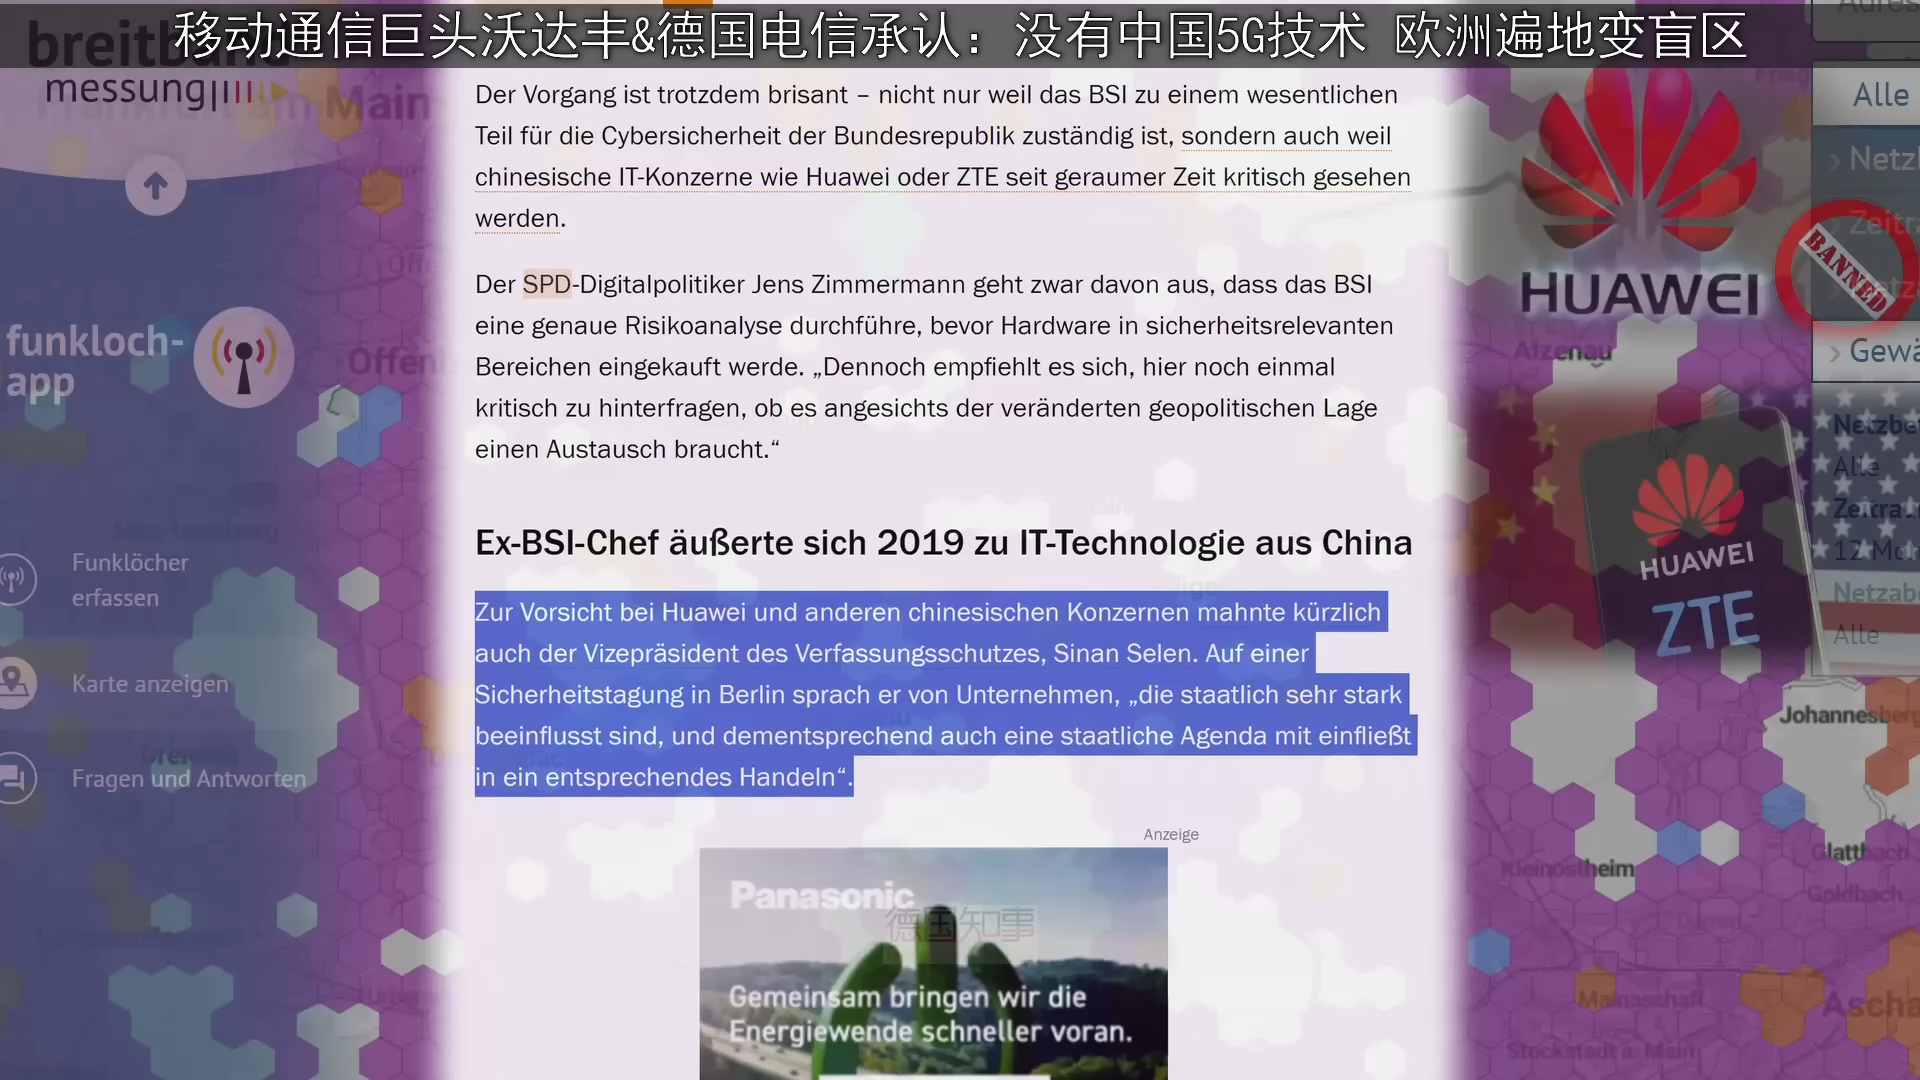 移动通信巨头沃达丰&德国电信承认：没有中国5G技术 欧洲遍地变盲区
messung
Der Vorgang ist trotzdem brisant – nicht nur weil das BSI zu einem wesentlichen
Teil für die Cybersicherheit der Bundesrepublik zuständig ist, sondern auch weil
chinesische IT-Konzerne wie Huawei oder ZTE seit geraumer Zeit kritisch gesehen
werden.
Der SPD-Digitalpolitiker Jens Zimmermann geht zwar davon aus, dass das BSI
eine genaue Risikoanalyse durchführe, bevor Hardware in sicherheitsrelevanten
Bereichen eingekauft werde. „Dennoch empfiehlt es sich, hier noch einmal
kritisch zu hinterfragen, ob es angesichts der veränderten geopolitischen Lage
einen Austausch braucht.“
Ex-BSI-Chef äußerte sich 2019 zu IT-Technologie aus China
Zur Vorsicht bei Huawei und anderen chinesischen Konzernen mahnte kürzlich
auch der Vizepräsident des Verfassungsschutzes, Sinan Selen. Auf einer
Sicherheitstagung in Berlin sprach er von Unternehmen, „die staatlich sehr stark
beeinflusst sind, und dementsprechend auch eine staatliche Agenda mit einfließt
in ein entsprechendes Handeln“.
Anzeige
Panasonic
德国知事
Gemeinsam bringen wir die
Energiewende schneller voran.
funkloch-
app
Funklöcher
erfassen
Karte anzeigen
Fragen und Antworten
Main
HUAWEI
BANNED
HUAWEI
ZTE
Alle
Alzenau
Alle
Alle
Kleinostheim
Glattbach
Goldbach
Mainaschaff
Stockstadt a. Main